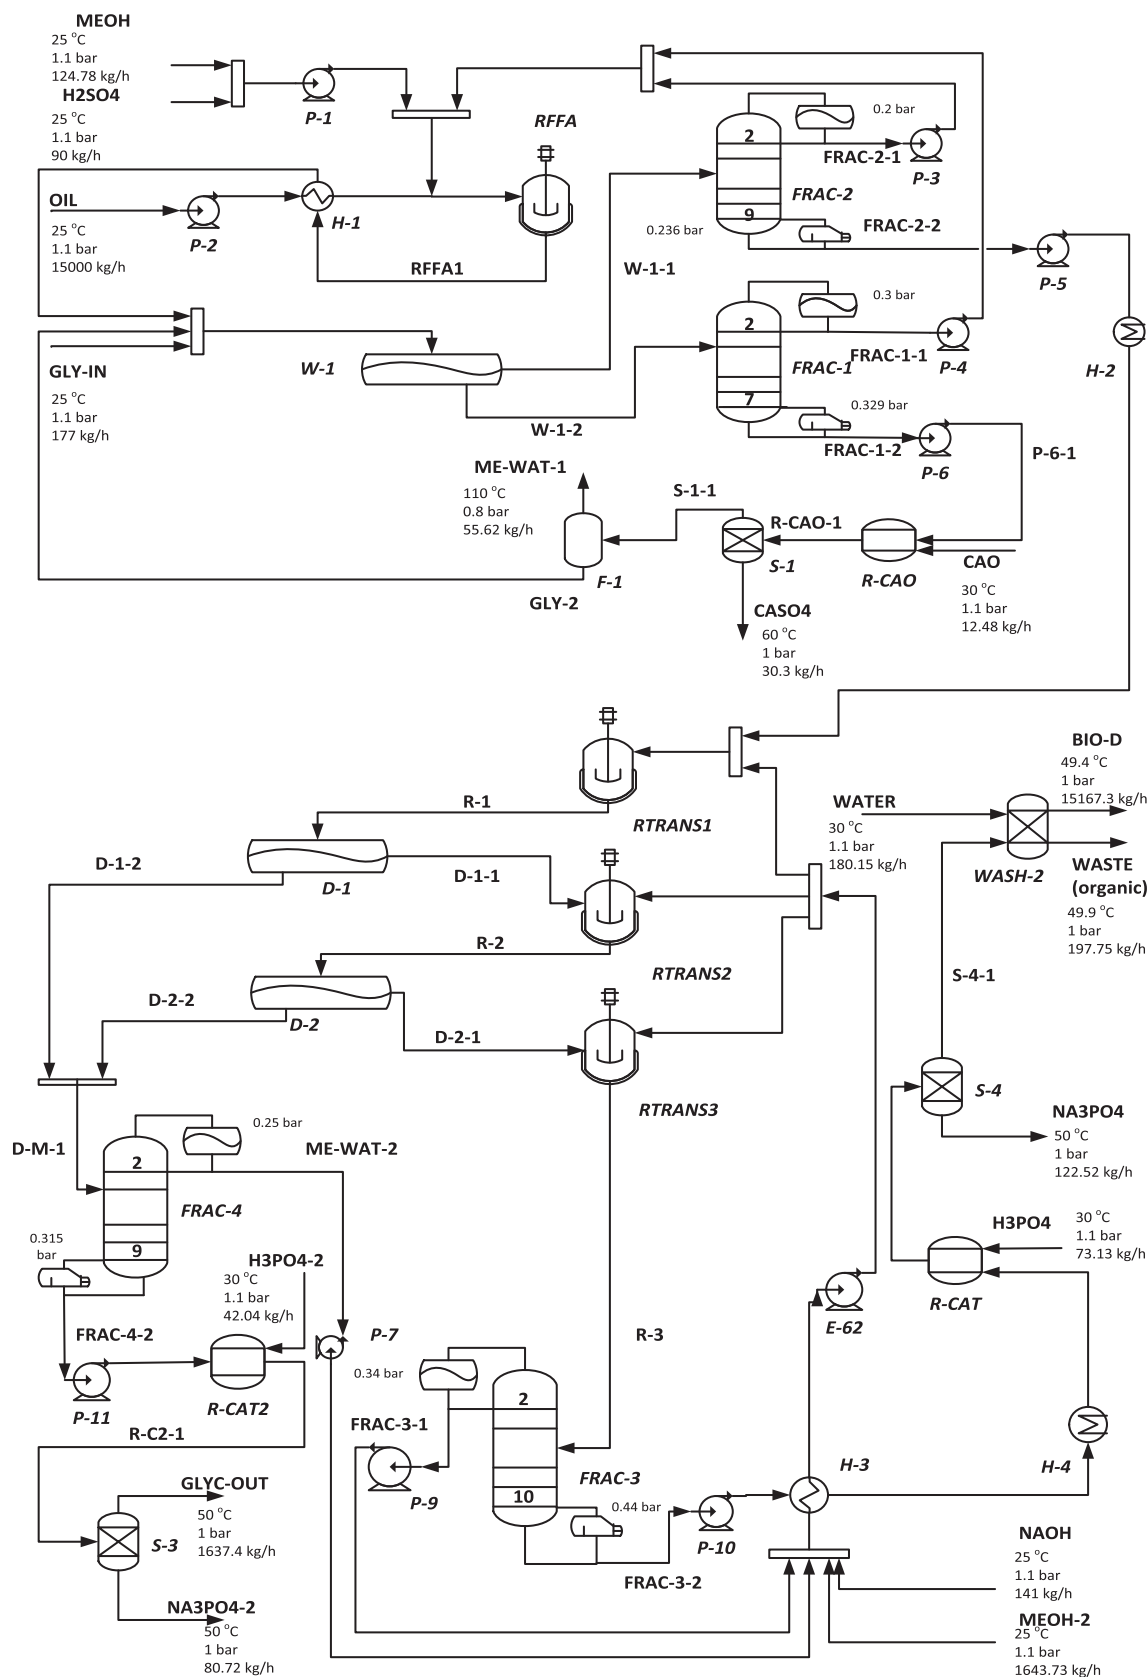 MEOH
25 °C
1.1 bar
124.78 kg/h
H2SO4
25 °C
1.1 bar
90 kg/h
P-1
RFFA
0.2 bar
2
FRAC-2-1
P-3
FRAC-2
9
FRAC-2-2
0.236 bar
OIL
25 °C
1.1 bar
15000 kg/h
P-2
H-1
RFFA1
W-1-1
P-5
0.3 bar
2
FRAC-1-1
P-4
FRAC-1
H-2
GLY-IN
25 °C
1.1 bar
177 kg/h
W-1
7
0.329 bar
W-1-2
FRAC-1-2
P-6
P-6-1
ME-WAT-1
110 °C
0.8 bar
55.62 kg/h
S-1-1
R-CAO-1
F-1
S-1
R-CAO
CAO
30 °C
1.1 bar
12.48 kg/h
GLY-2
CASO4
60 °C
1 bar
30.3 kg/h
R-1
RTRANS1
WATER
30 °C
1.1 bar
180.15 kg/h
BIO-D
49.4 °C
1 bar
15167.3 kg/h
WASH-2
WASTE
(organic)
49.9 °C
1 bar
197.75 kg/h
D-1-2
D-1
D-1-1
R-2
RTRANS2
S-4-1
D-2-2
D-2
D-2-1
RTRANS3
S-4
NA3PO4
50 °C
1 bar
122.52 kg/h
D-M-1
0.25 bar
ME-WAT-2
2
FRAC-4
9
0.315
bar
H3PO4-2
30 °C
1.1 bar
42.04 kg/h
H3PO4
30 °C
1.1 bar
73.13 kg/h
R-CAT
E-62
FRAC-4-2
P-11
R-CAT2
P-7
R-3
0.34 bar
2
R-C2-1
FRAC-3-1
P-9
FRAC-3
10
0.44 bar
H-3
H-4
GLYC-OUT
50 °C
1 bar
1637.4 kg/h
S-3
P-10
FRAC-3-2
NAOH
25 °C
1.1 bar
141 kg/h
NA3PO4-2
50 °C
1 bar
80.72 kg/h
MEOH-2
25 °C
1.1 bar
1643.73 kg/h